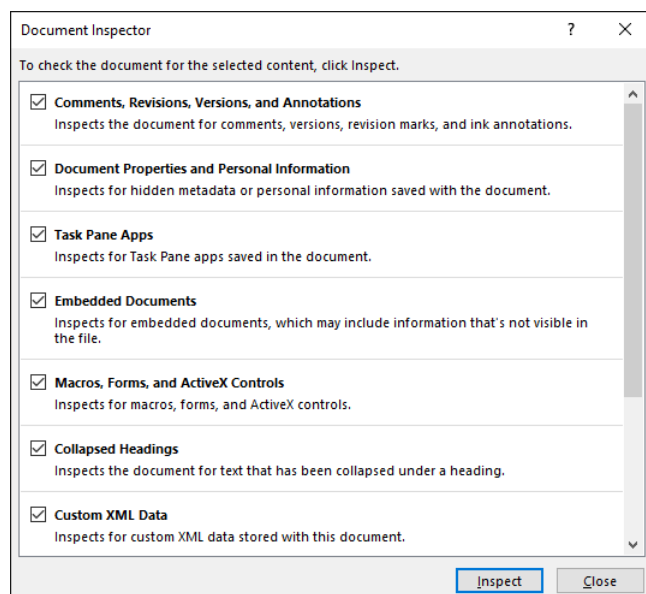 Document Inspector ?
To check the document for the selected content, click Inspect.
Comments, Revisions, Versions, and Annotations
Inspects the document for comments, versions, revision marks, and ink annotations.
Document Properties and Personal Information
Inspects for hidden metadata or personal information saved with the document.
Task Pane Apps
Inspects for Task Pane apps saved in the document.
Embedded Documents
Inspects for embedded documents, which may include information that's not visible in
the file.
Macros, Forms, and ActiveX Controls
Inspects for macros, forms, and ActiveX controls.
Collapsed Headings
Inspects the document for text that has been collapsed under a heading.
Custom XML Data
Inspects for custom XML data stored with this document.
Inspect Close